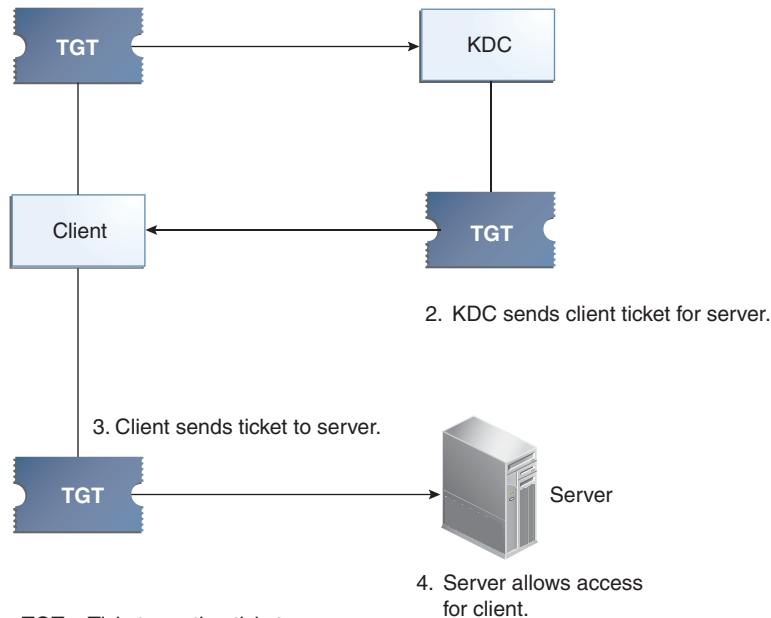 TGT
KDC
Client
TGT
2. KDC sends client ticket for server.
3. Client sends ticket to server.
TGT
Server
4. Server allows access
for client.